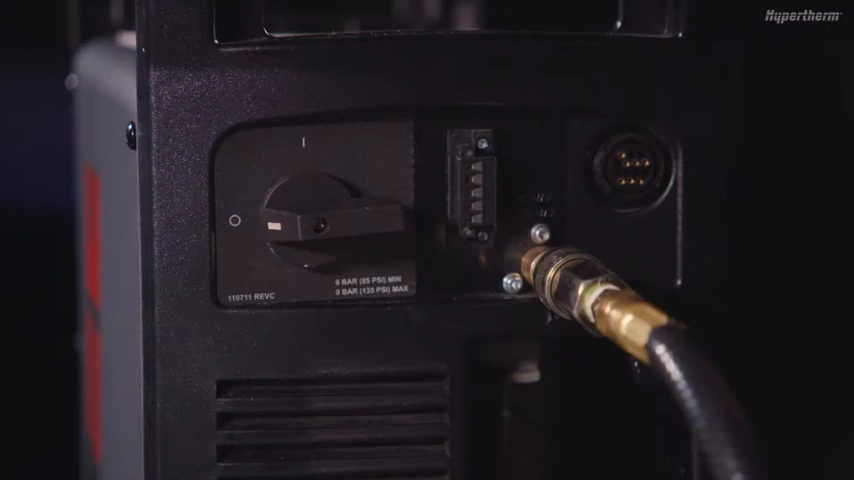 Hypertherm
I
O
6 BAR (85 PSI) MIN
9 BAR (135 PSI) MAX
110711 REVC